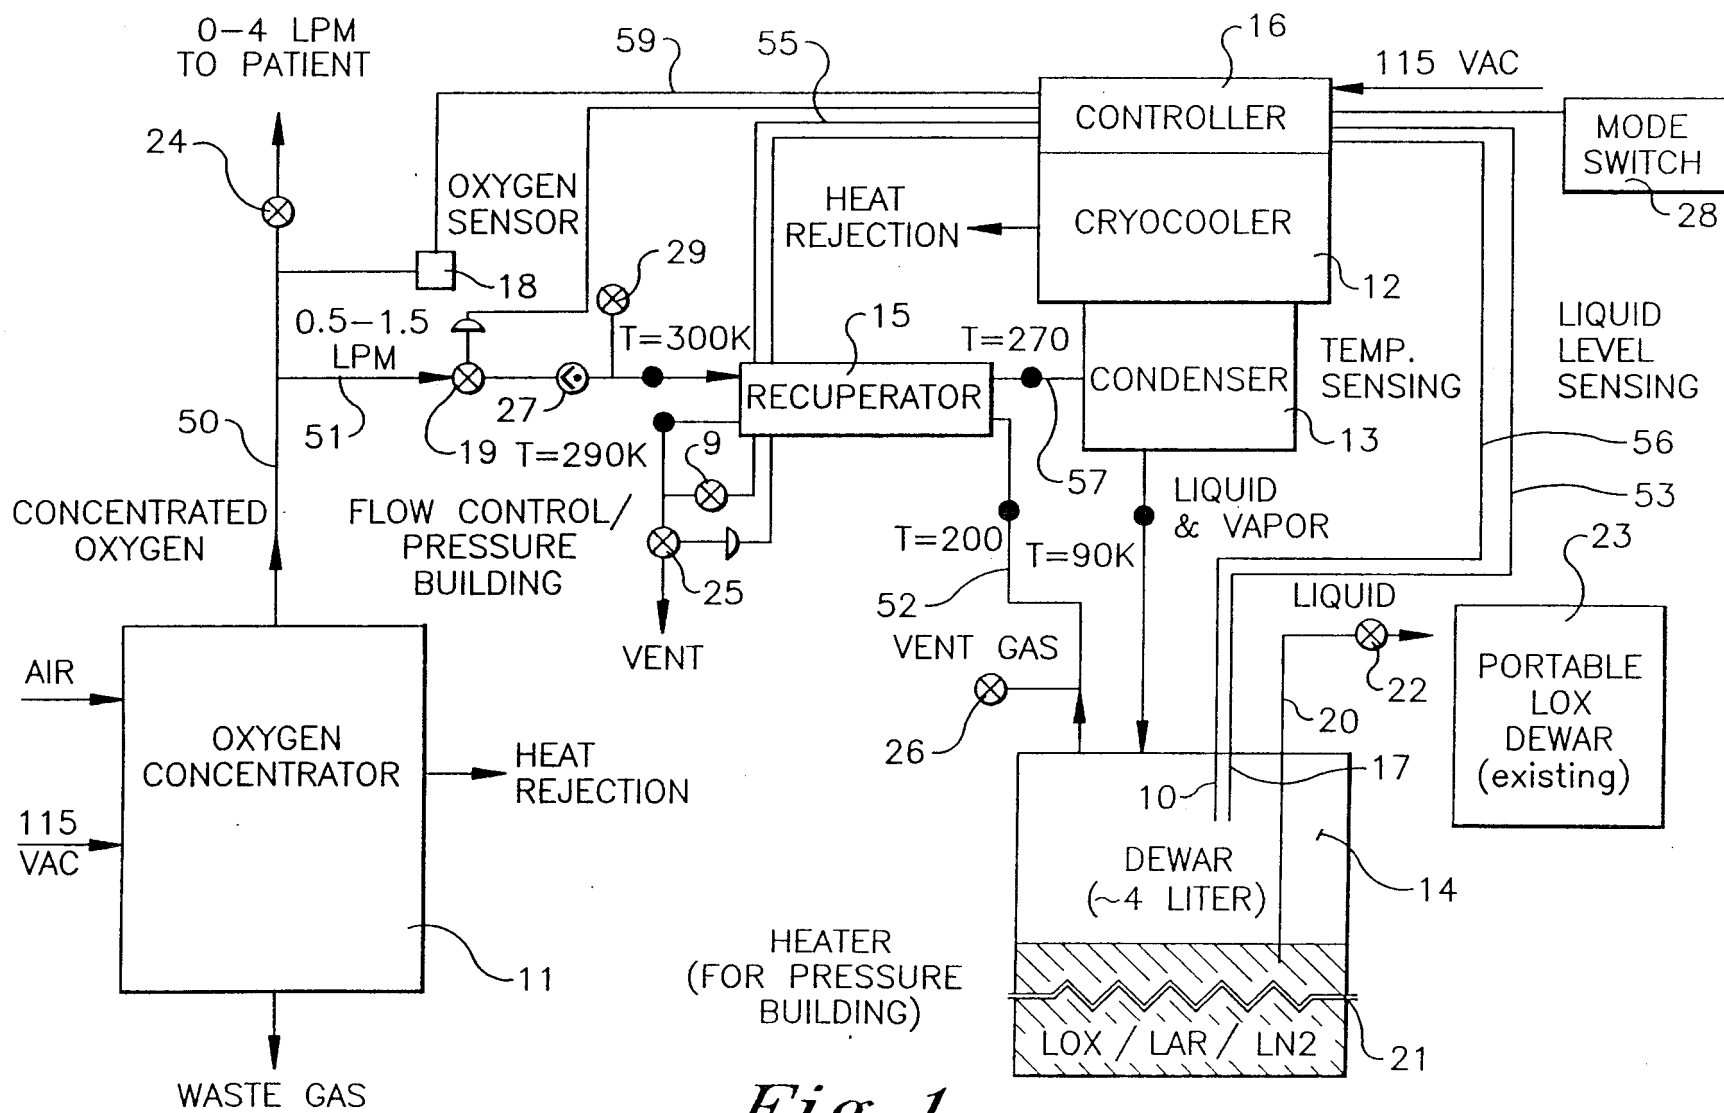 0-4 LPM
TO PATIENT
59
55
16
115 VAC
CONTROLLER
MODE
SWITCH
28
24
OXYGEN
SENSOR
18
HEAT
REJECTION
CRYOCOOLER
12
29
0.5-1.5
LPM
T=300K
15
T=270
RECUPERATOR
CONDENSER
13
TEMP.
SENSING
LIQUID
LEVEL
SENSING
50
51
19
27
T=290K
9
57
56
53
CONCENTRATED
OXYGEN
FLOW CONTROL/
PRESSURE
BUILDING
25
VENT
T=200
T=90K
LIQUID
& VAPOR
52
VENT GAS
26
LIQUID
22
20
23
PORTABLE
LOX
DEWAR
(existing)
AIR
OXYGEN
CONCENTRATOR
HEAT
REJECTION
115
VAC
11
WASTE GAS
10
17
DEWAR
(~4 LITER)
14
HEATER
(FOR PRESSURE
BUILDING)
LOX / LAR / LN2
21
Fig. 1